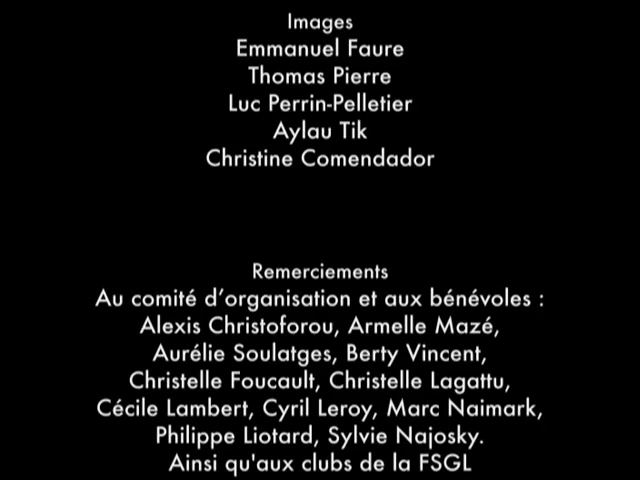 Images
Emmanuel Faure
Thomas Pierre
Luc Perrin-Pelletier
Aylau Tik
Christine Comendador
Remerciements
Au comité d’organisation et aux bénévoles :
Alexis Christoforou, Armelle Mazé,
Aurélie Soulatges, Berty Vincent,
Christelle Foucault, Christelle Lagattu,
Cécile Lambert, Cyril Leroy, Marc Naimark,
Philippe Liotard, Sylvie Najosky.
Ainsi qu'aux clubs de la FSGL